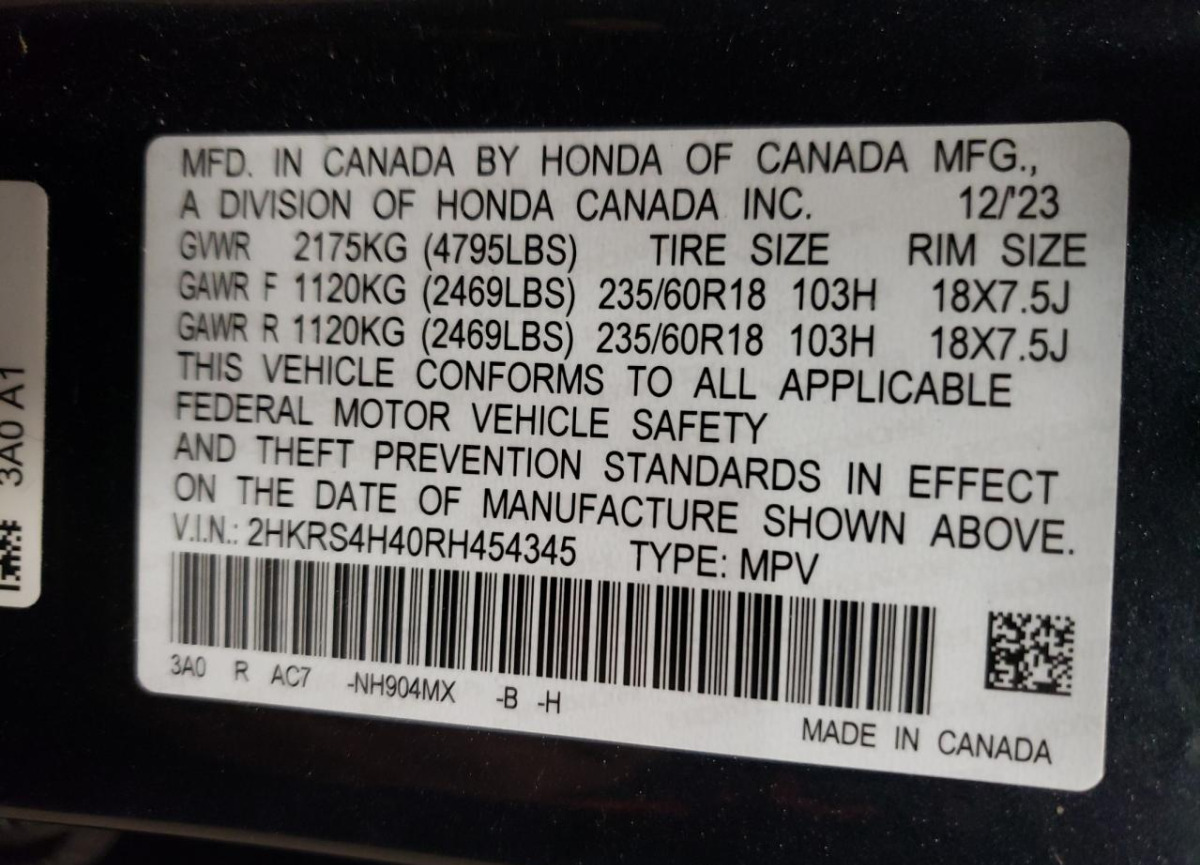 MFD. IN CANADA BY HONDA OF CANADA MFG.,
A DIVISION OF HONDA CANADA INC. 12/'23
GVWR 2175KG (4795LBS) TIRE SIZE RIM SIZE
GAWR F 1120KG (2469LBS) 235/60R18 103H 18X7.5J
GAWR R 1120KG (2469LBS) 235/60R18 103H 18X7.5J
THIS VEHICLE CONFORMS TO ALL APPLICABLE
FEDERAL MOTOR VEHICLE SAFETY
AND THEFT PREVENTION STANDARDS IN EFFECT
ON THE DATE OF MANUFACTURE SHOWN ABOVE.
V.I.N.: 2HKRS4H40RH454345 TYPE: MPV
3A0 R AC7 -NH904MX -B -H
MADE IN CANADA
3A0 A1